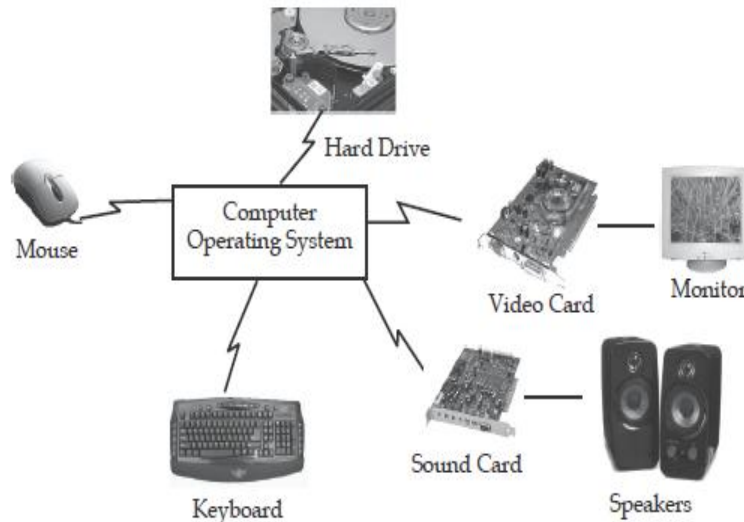 Hard Drive
Mouse
Computer
Operating System
Video Card
Monitor
Sound Card
Keyboard
Speakers